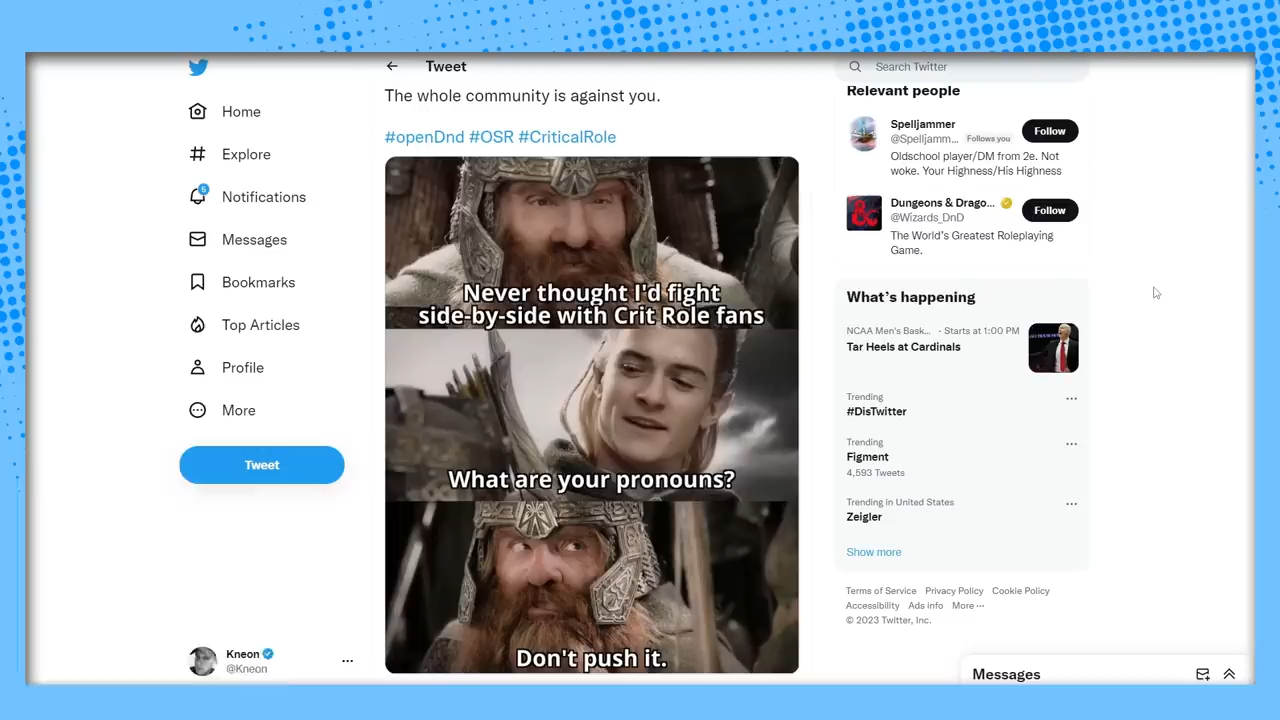 Home
Explore
5
Notifications
Messages
Bookmarks
Top Articles
Profile
More
Tweet
Kneon
@Kneon
Tweet
The whole community is against you.
#openDnd #OSR #CriticalRole
Never thought I'd fight
side-by-side with Crit Role fans
What are your pronouns?
Don't push it.
Search Twitter
Relevant people
Spelljammer
@Spelljamm... Follows you
Follow
Oldschool player/DM from 2e. Not
woke. Your Highness/His Highness
Dungeons & Drago...
@Wizards_DnD
Follow
The World's Greatest Roleplaying
Game.
What's happening
NCAA Men's Bask... · Starts at 1:00 PM
Tar Heels at Cardinals
Trending
#DisTwitter
Trending
Figment
4,593 Tweets
Trending in United States
Zeigler
Show more
Terms of Service Privacy Policy Cookie Policy
Accessibility Ads info More ···
© 2023 Twitter, Inc.
Messages